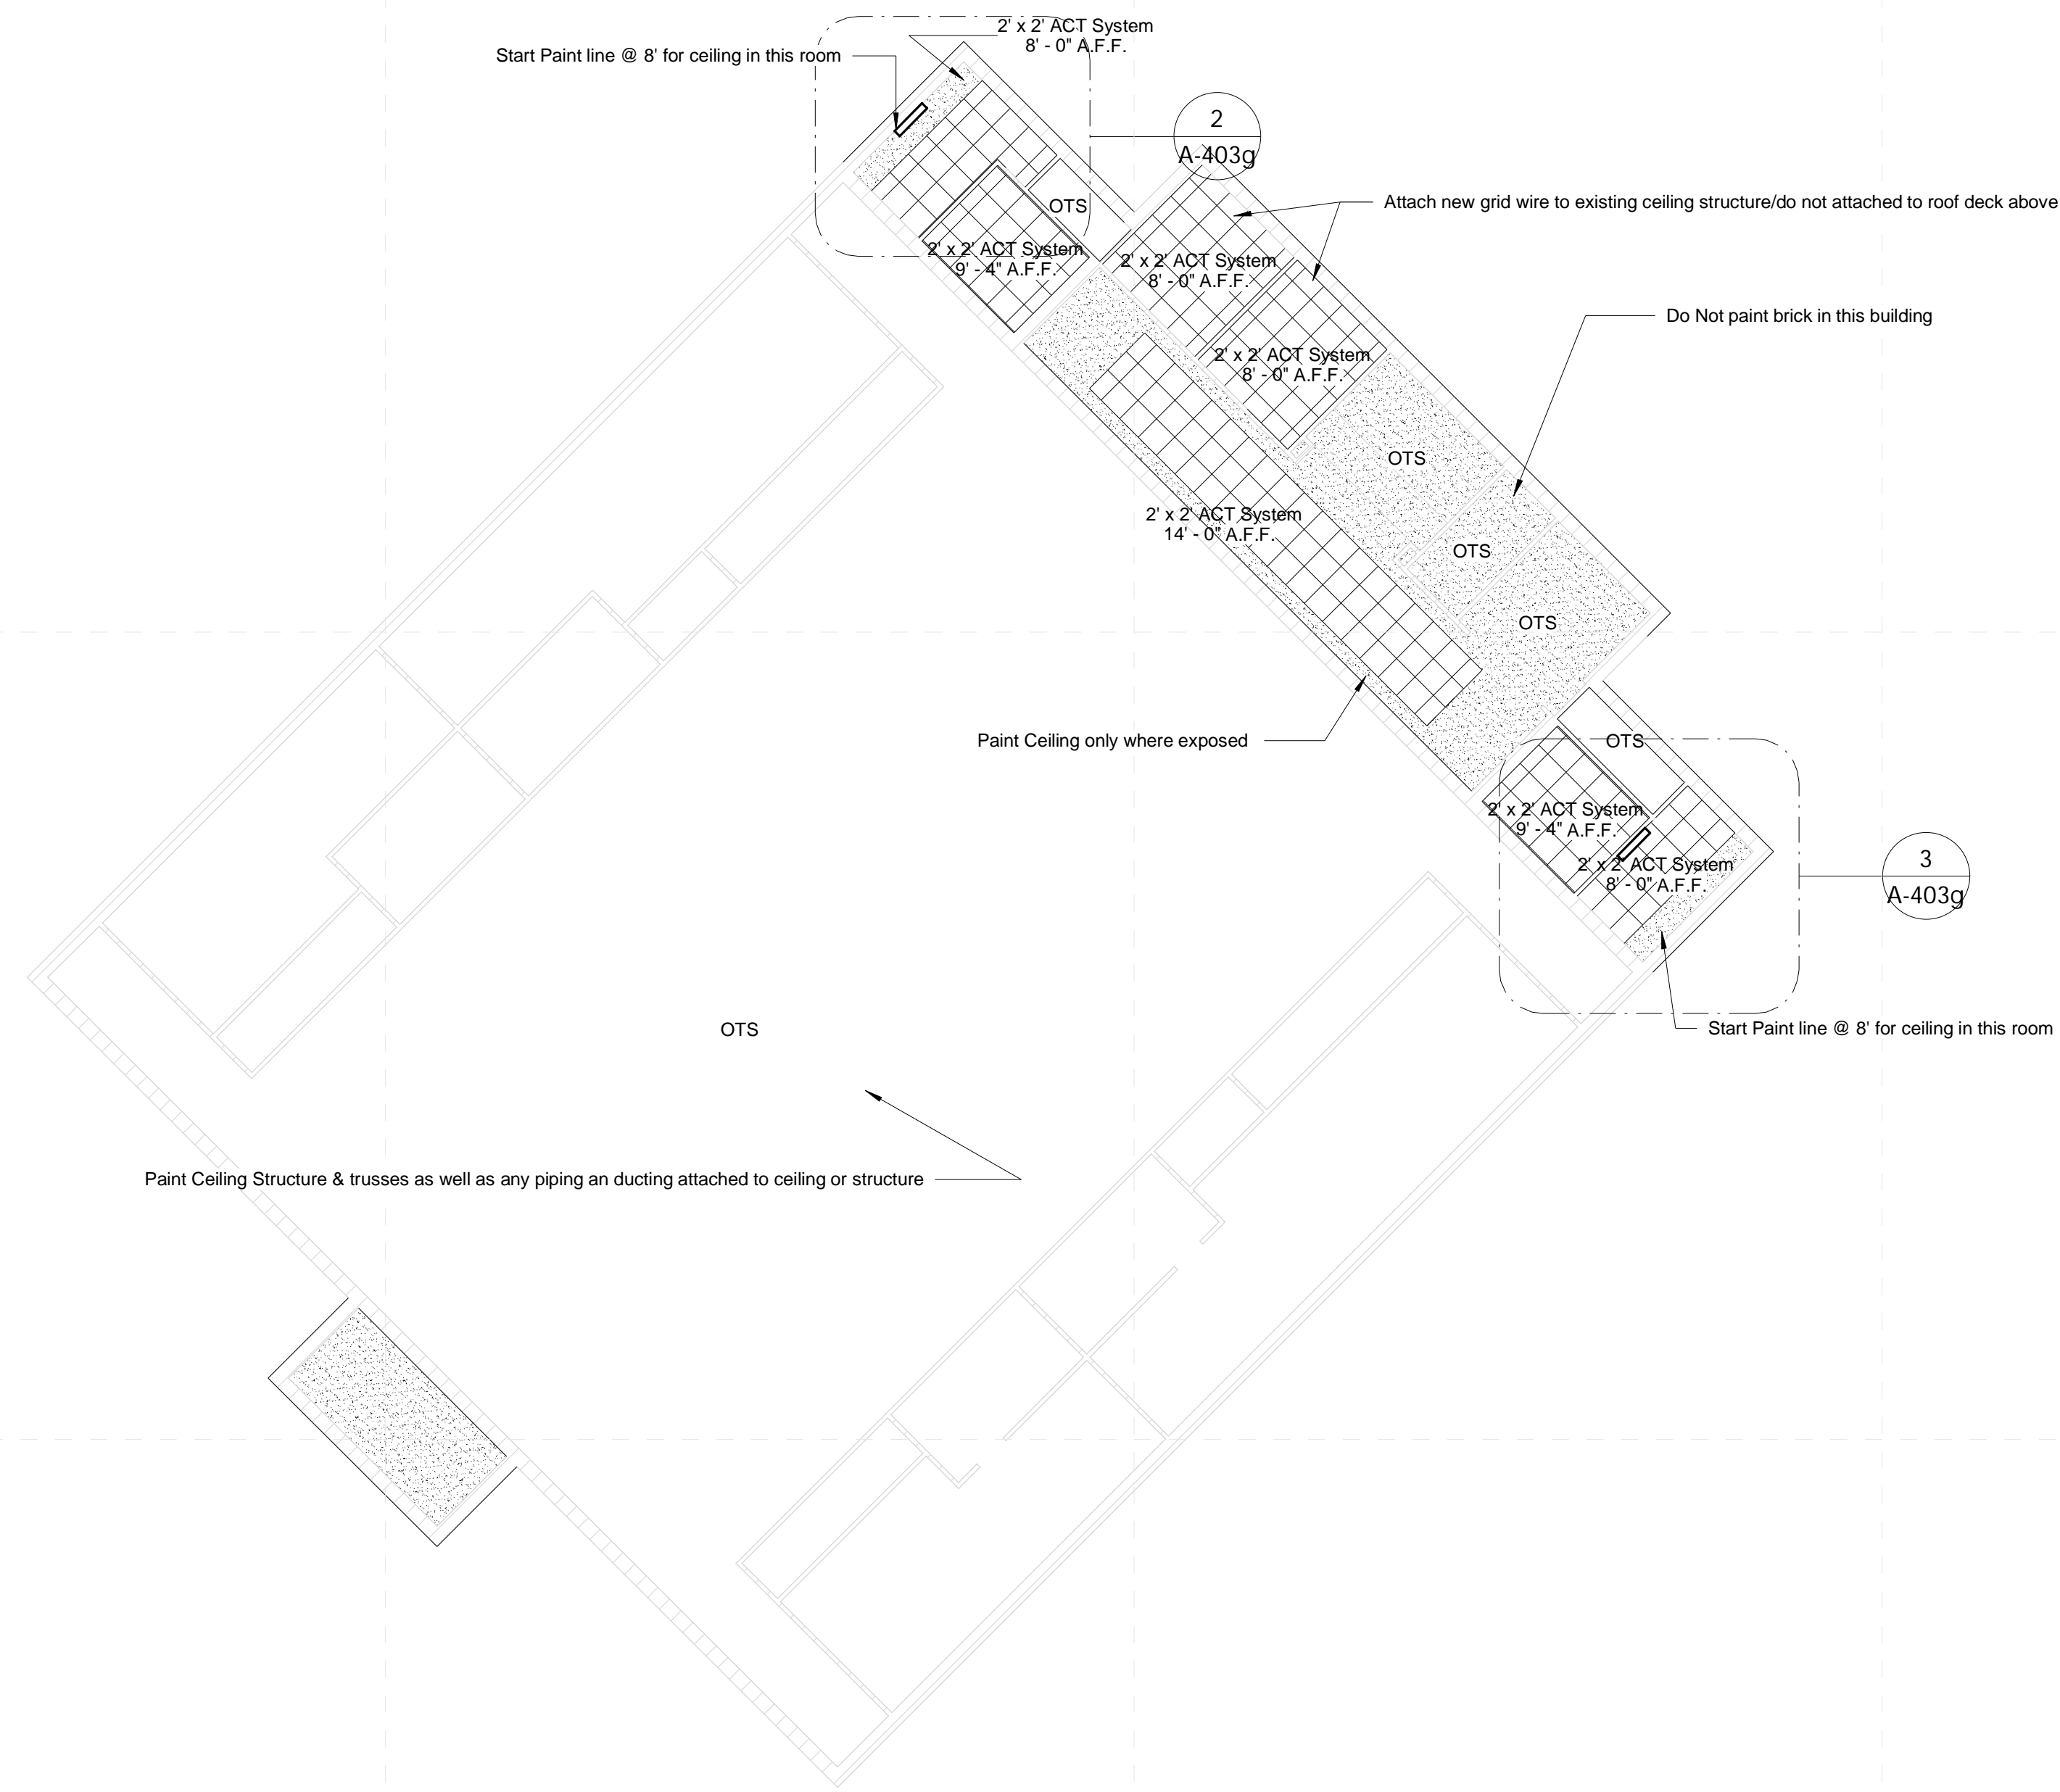 2' x 2' ACT System
8' - 0" A.F.F.
Start Paint line @ 8' for ceiling in this room
2
A-403g
Attach new grid wire to existing ceiling structure/do not attached to roof deck above
OTS
2' x 2' ACT System
9' - 4" A.F.F.
2' x 2' ACT System
8' - 0" A.F.F.
Do Not paint brick in this building
2' x 2' ACT System
8' - 0" A.F.F.
OTS
2' x 2' ACT System
14' - 0" A.F.F.
OTS
OTS
Paint Ceiling only where exposed
OTS
2' x 2' ACT System
9' - 4" A.F.F.
2' x 2' ACT System
8' - 0" A.F.F.
3
A-403g
OTS
Start Paint line @ 8' for ceiling in this room
Paint Ceiling Structure & trusses as well as any piping an ducting attached to ceiling or structure